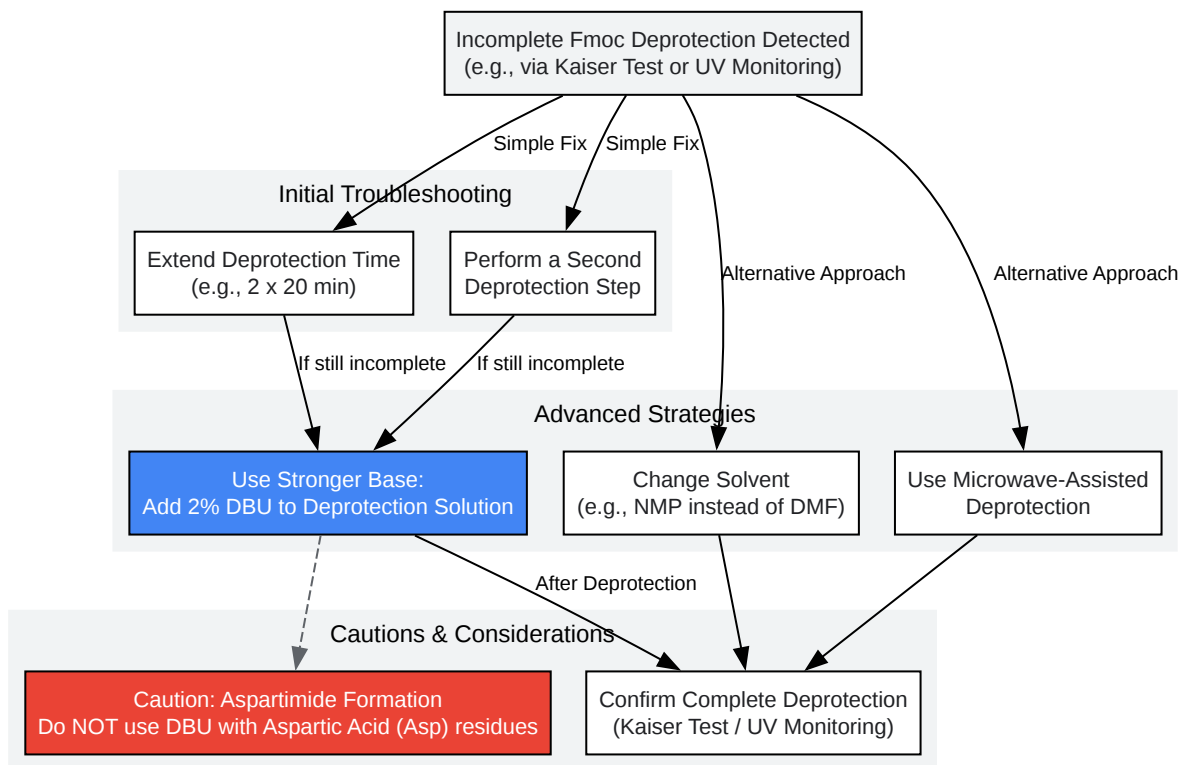 Incomplete Fmoc Deprotection Detected
(e.g., via Kaiser Test or UV Monitoring)
Simple Fix
Simple Fix
Initial Troubleshooting
Extend Deprotection Time
(e.g., 2 x 20 min)
Perform a Second
Deprotection Step
Alternative Approach
Alternative Approach
If still incomplete
If still incomplete
Advanced Strategies
Use Stronger Base:
Add 2% DBU to Deprotection Solution
Change Solvent
(e.g., NMP instead of DMF)
Use Microwave-Assisted
Deprotection
After Deprotection
Cautions & Considerations
Caution: Aspartimide Formation
Do NOT use DBU with Aspartic Acid (Asp) residues
Confirm Complete Deprotection
(Kaiser Test / UV Monitoring)